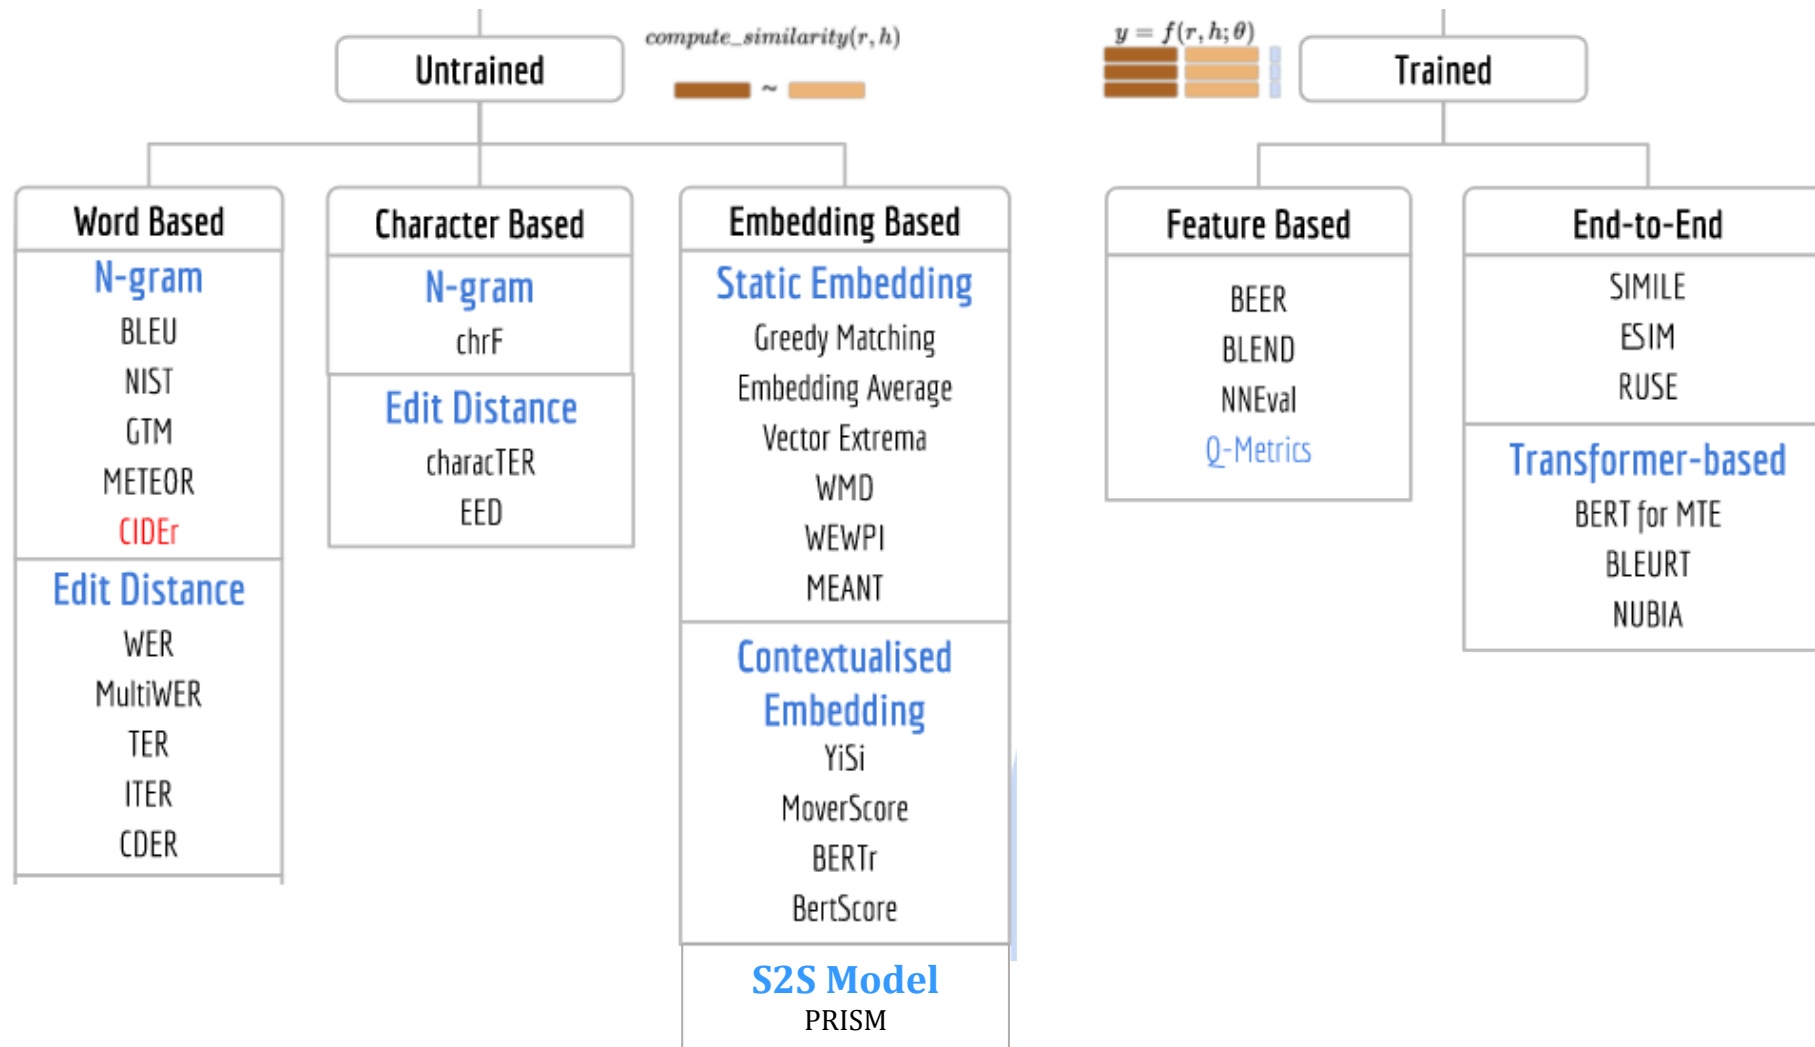 compute_similarity(r, h)
~
Untrained
Word Based
N-gram
BLEU
NIST
GTM
METEOR
CIDEr
Edit Distance
WER
MultiWER
TER
ITER
CDER
Character Based
N-gram
chrF
Edit Distance
characTER
EED
Embedding Based
Static Embedding
Greedy Matching
Embedding Average
Vector Extrema
WMD
WEWPI
MEANT
Contextualised
Embedding
YiSi
MoverScore
BERTr
BertScore
S2S Model
PRISM
y = f(r, h; θ)
Trained
Feature Based
BEER
BLEND
NNEval
Q-Metrics
End-to-End
SIMILE
ESIM
RUSE
Transformer-based
BERT for MTE
BLEURT
NUBIA